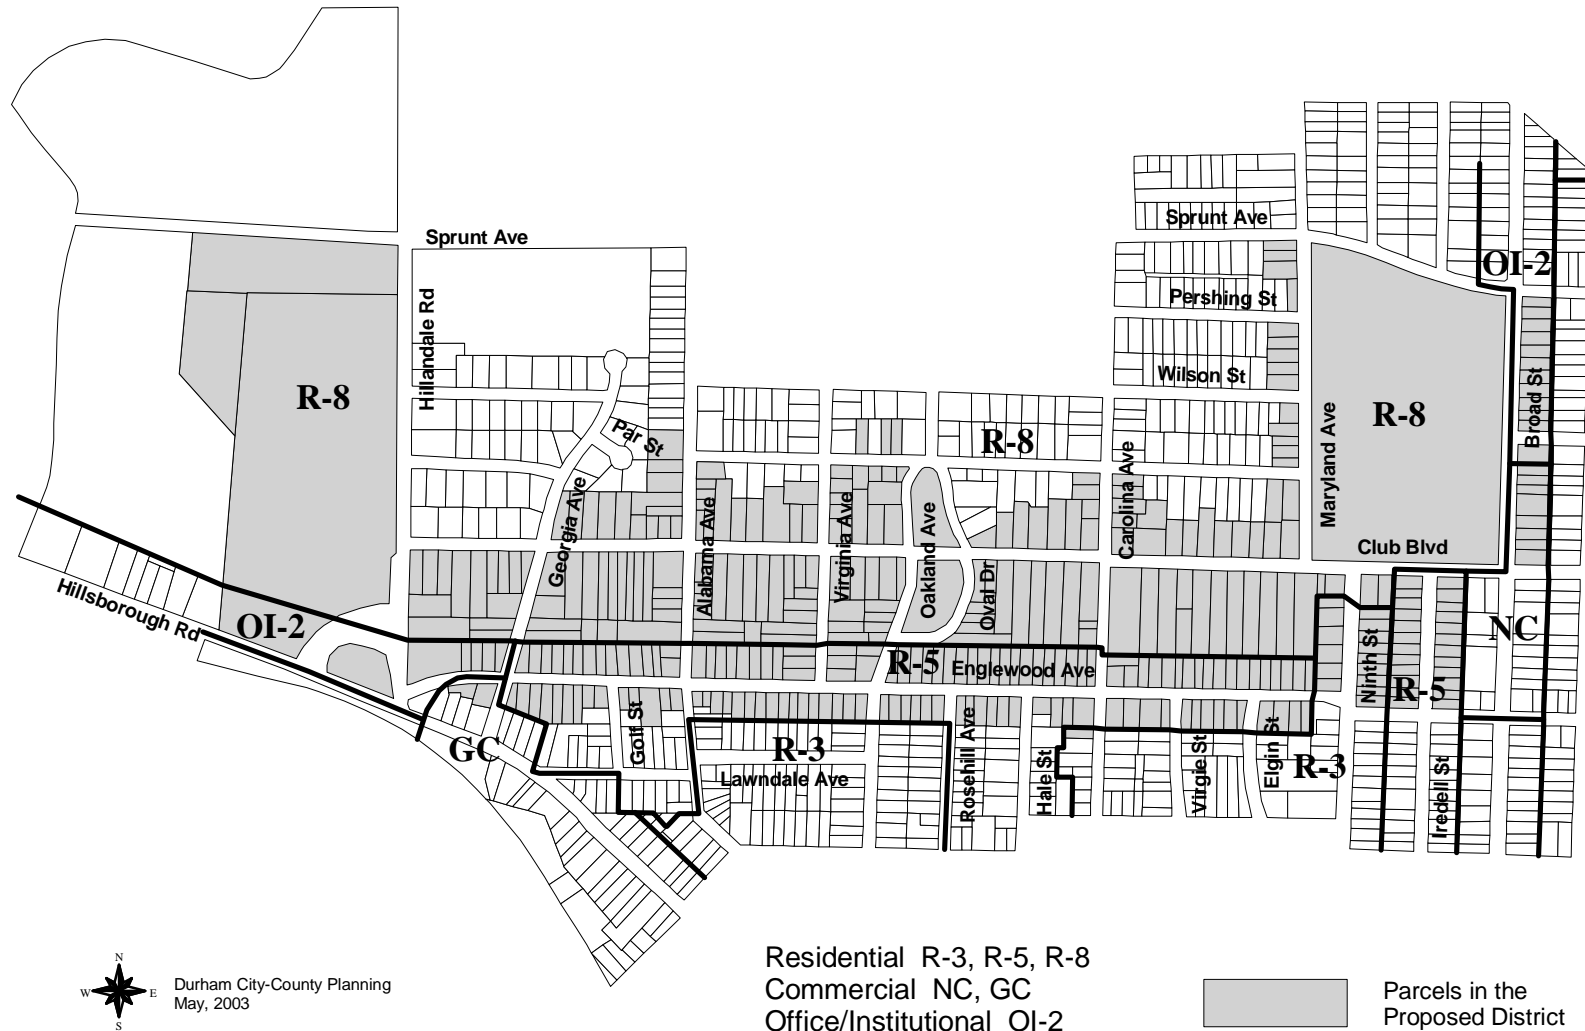 Sprunt Ave
Sprunt Ave
OI-2
Pershing St
Hillandale Rd
Wilson St
R-8
R-8
Broad St
Par St
R-8
Maryland Ave
Carolina Ave
Georgia Ave
Alabama Ave
Virginia Ave
Oakland Ave
Oval Dr
Club Blvd
Hillsborough Rd
OI-2
NC
R-5
Englewood Ave
Ninth St
R-5
Golf St
GC
R-3
Lawndale Ave
Rosehill Ave
Hale St
Virgie St
Elgin St
R-3
Iredell St
N
W
E
S
Durham City-County Planning
May, 2003
Residential R-3, R-5, R-8
Commercial NC, GC
Office/Institutional OI-2
Parcels in the
Proposed District